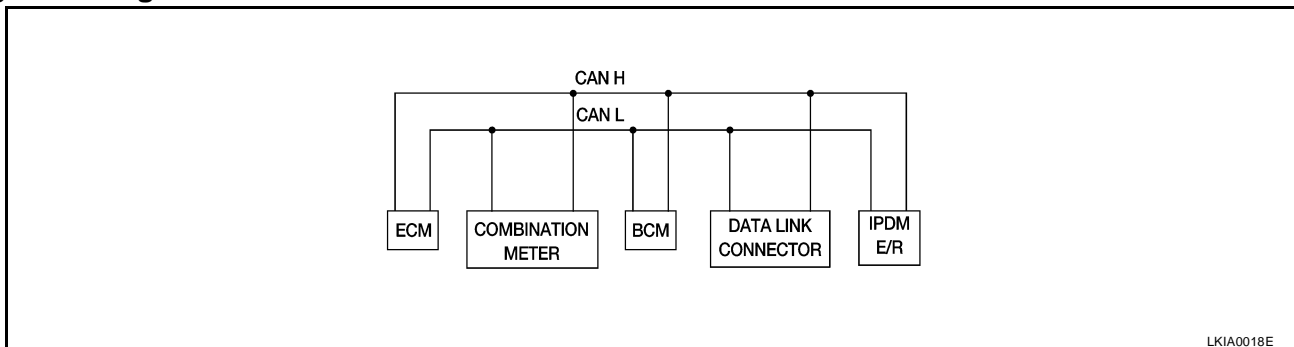 CAN H
CAN L
ECM
COMBINATION
METER
BCM
DATA LINK
CONNECTOR
IPDM
E/R
LKIA0018E